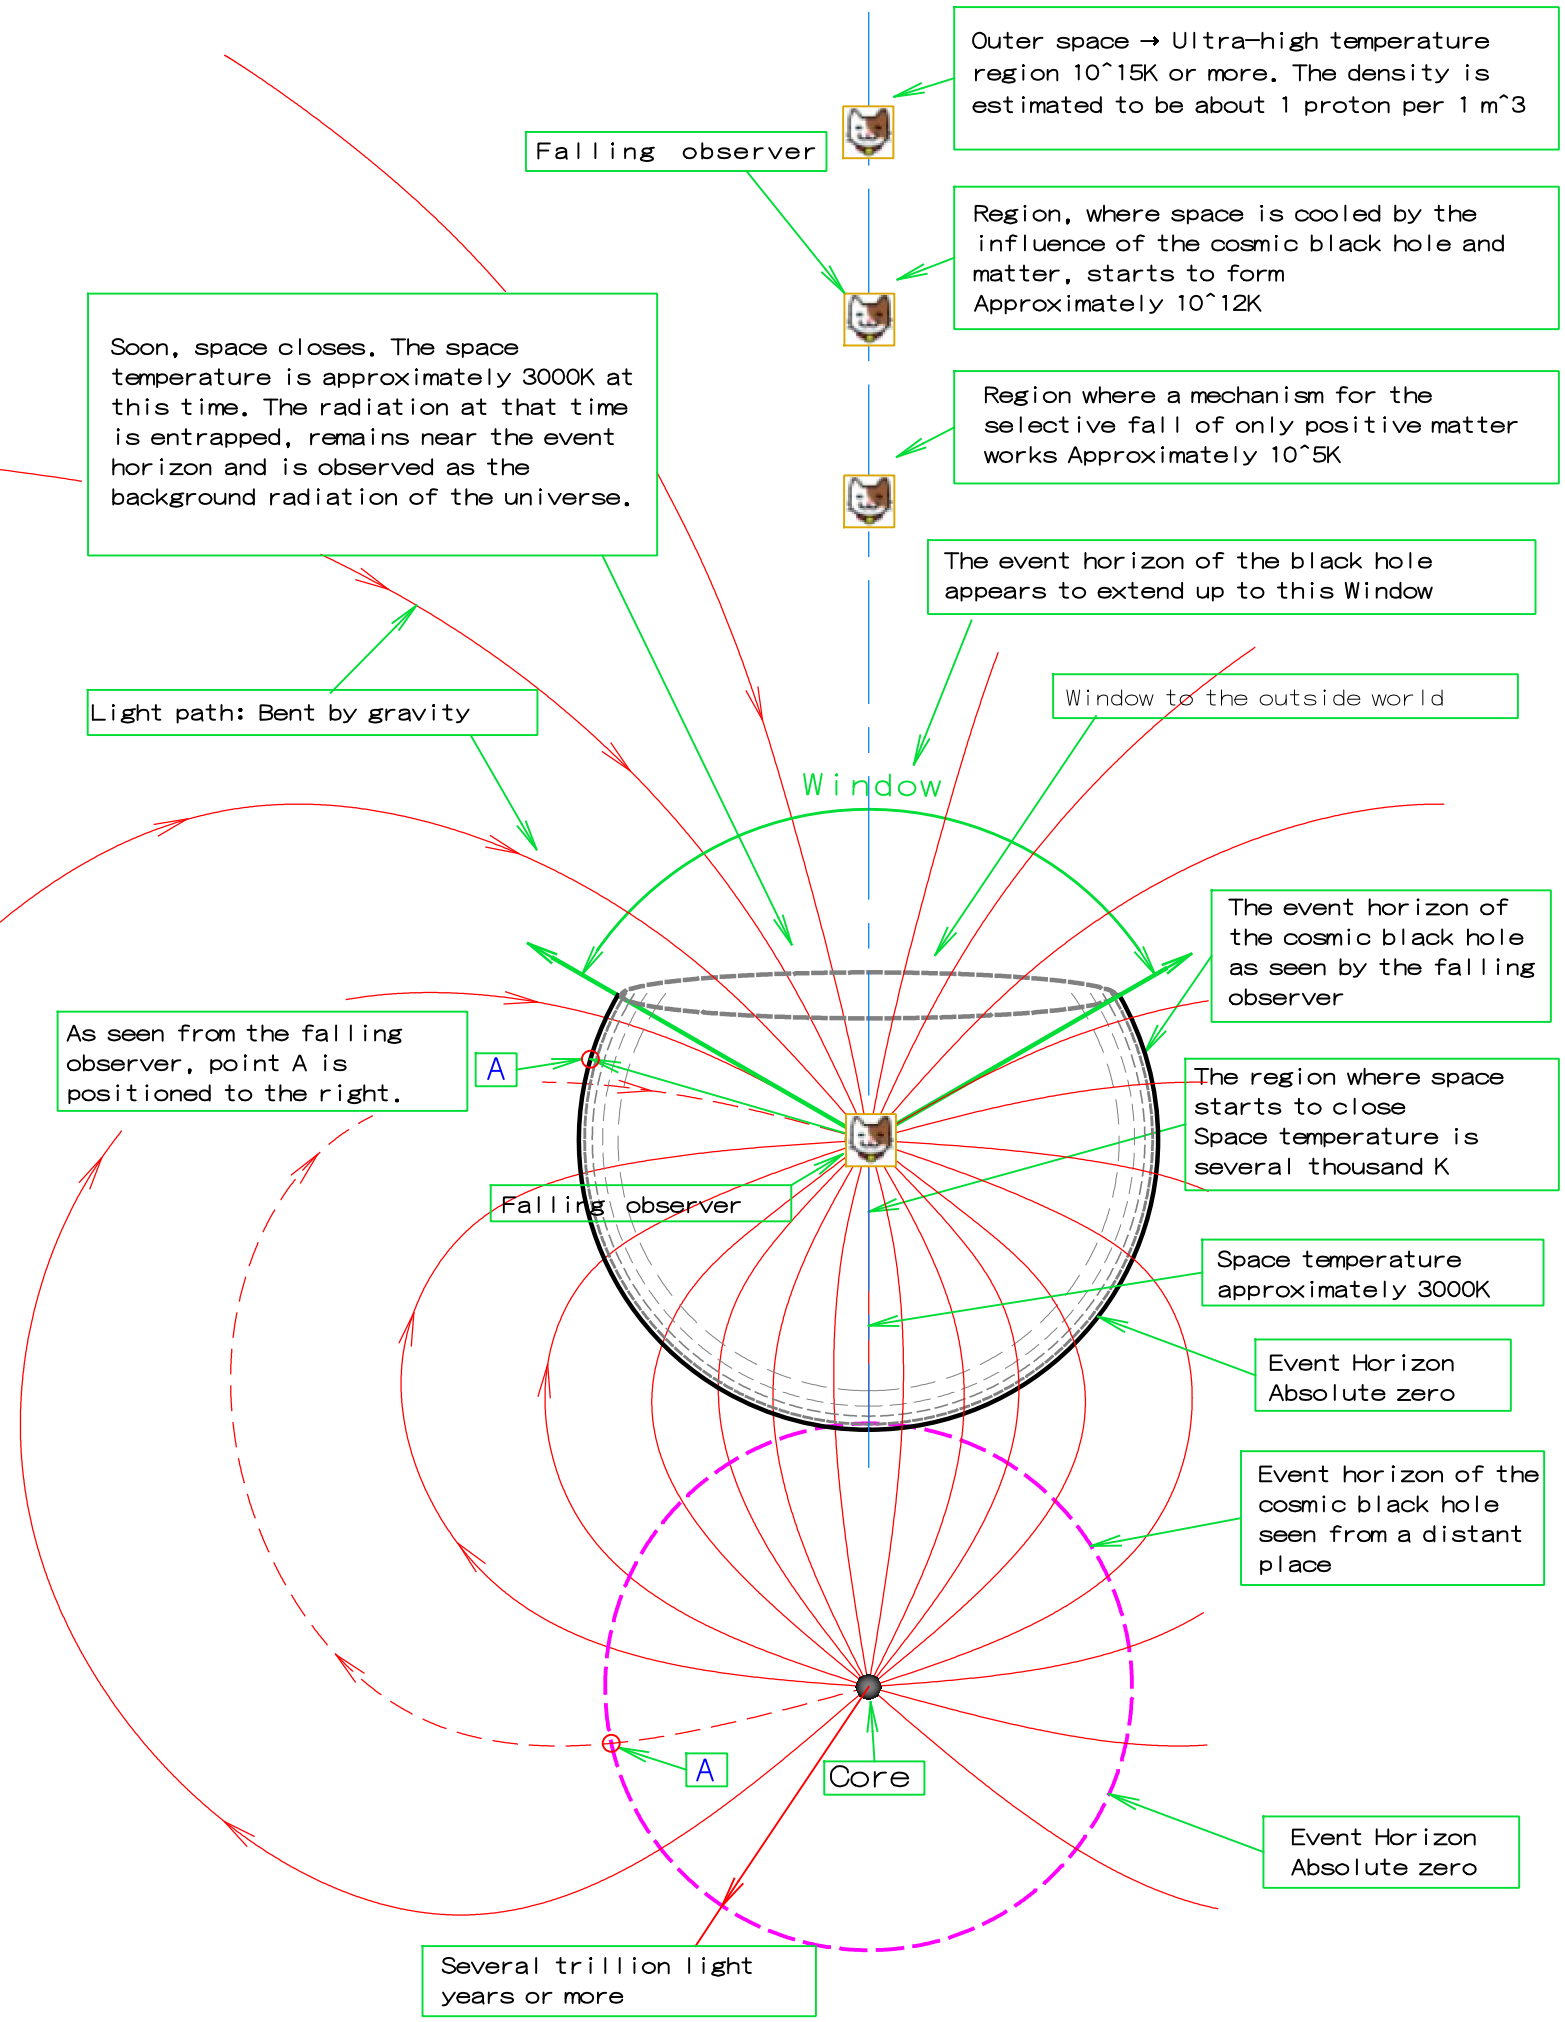 Outer space → Ultra-high temperature
region 10^15K or more. The density is
estimated to be about 1 proton per 1 m^3
Falling observer
Region, where space is cooled by the
influence of the cosmic black hole and
matter, starts to form
Approximately 10^12K
Soon, space closes. The space
temperature is approximately 3000K at
this time. The radiation at that time
is entrapped, remains near the event
horizon and is observed as the
background radiation of the universe.
Region where a mechanism for the
selective fall of only positive matter
works Approximately 10^5K
The event horizon of the black hole
appears to extend up to this Window
Light path: Bent by gravity
Window to the outside world
Window
The event horizon of
the cosmic black hole
as seen by the falling
observer
As seen from the falling
observer, point A is
positioned to the right.
A
The region where space
starts to close
Space temperature is
several thousand K
Falling observer
Space temperature
approximately 3000K
Event Horizon
Absolute zero
Event horizon of the
cosmic black hole
seen from a distant
place
A
Core
Event Horizon
Absolute zero
Several trillion light
years or more